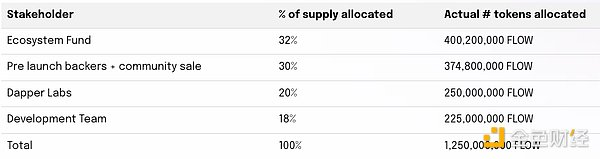 Stakeholder % of supply allocated Actual # tokens allocated
Ecosystem Fund 32% 400,200,000 FLOW
Pre launch backers + community sale 30% 374,800,000 FLOW
Dapper Labs 20% 250,000,000 FLOW
Development Team 18% 225,000,000 FLOW
Total 100% 1,250,000,000 FLOW
金色财经